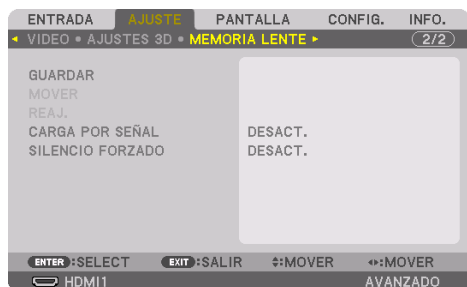 ENTRADA AJUSTE PANTALLA CONFIG. INFO.
◂ VIDEO • AJUSTES 3D • MEMORIA LENTE ▸ 2/2
GUARDAR
MOVER
REAJ.
CARGA POR SEÑAL DESACT.
SILENCIO FORZADO DESACT.
ENTER :SELECT EXIT :SALIR ♦:MOVER ◂▸:MOVER
HDMI1 AVANZADO